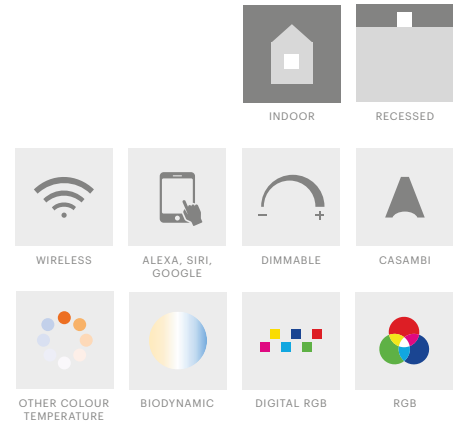 INDOOR
RECESSED
WIRELESS
ALEXA, SIRI,
GOOGLE
DIMMABLE
CASAMBI
OTHER COLOUR
TEMPERATURE
BIODYNAMIC
DIGITAL RGB
RGB